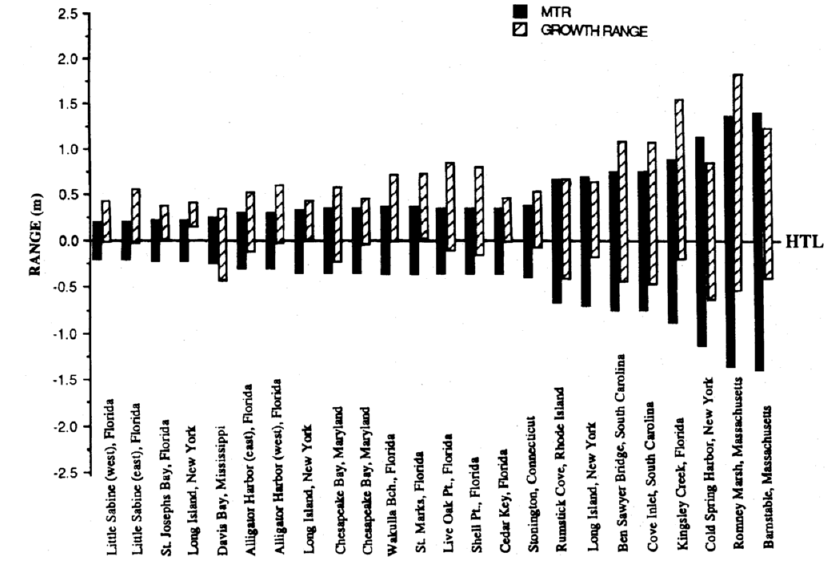 MTR
GROWTH RANGE
2.5
2.0
1.5
1.0
0.5
0.0
-0.5
-1.0
-1.5
-2.0
-2.5
RANGE (m)
HTL
Little Sabine (west), Florida
Little Sabine (east), Florida
St. Josephs Bay, Florida
Long Island, New York
Davis Bay, Mississippi
Alligator Harbor (east), Florida
Alligator Harbor (west), Florida
Long Island, New York
Chesapeake Bay, Maryland
Chesapeake Bay, Maryland
Wakulla Bch., Florida
St. Marks, Florida
Live Oak Pt., Florida
Shell Pt., Florida
Cedar Key, Florida
Stonington, Connecticut
Rumstick Cove, Rhode Island
Long Island, New York
Ben Sawyer Bridge, South Carolina
Cove Inlet, South Carolina
Kingsley Creek, Florida
Cold Spring Harbor, New York
Romney Marsh, Massachusetts
Barnstable, Massachusetts